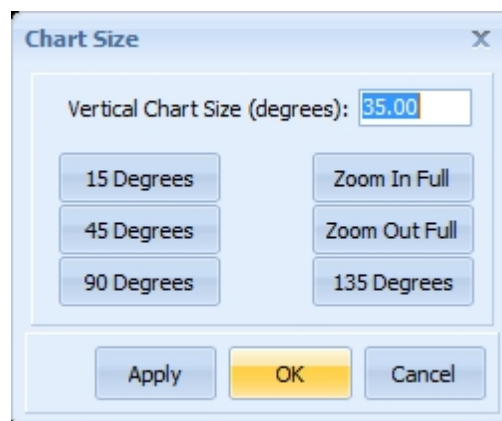 Chart Size
Vertical Chart Size (degrees): 35.00
15 Degrees Zoom In Full
45 Degrees Zoom Out Full
90 Degrees 135 Degrees
Apply OK Cancel